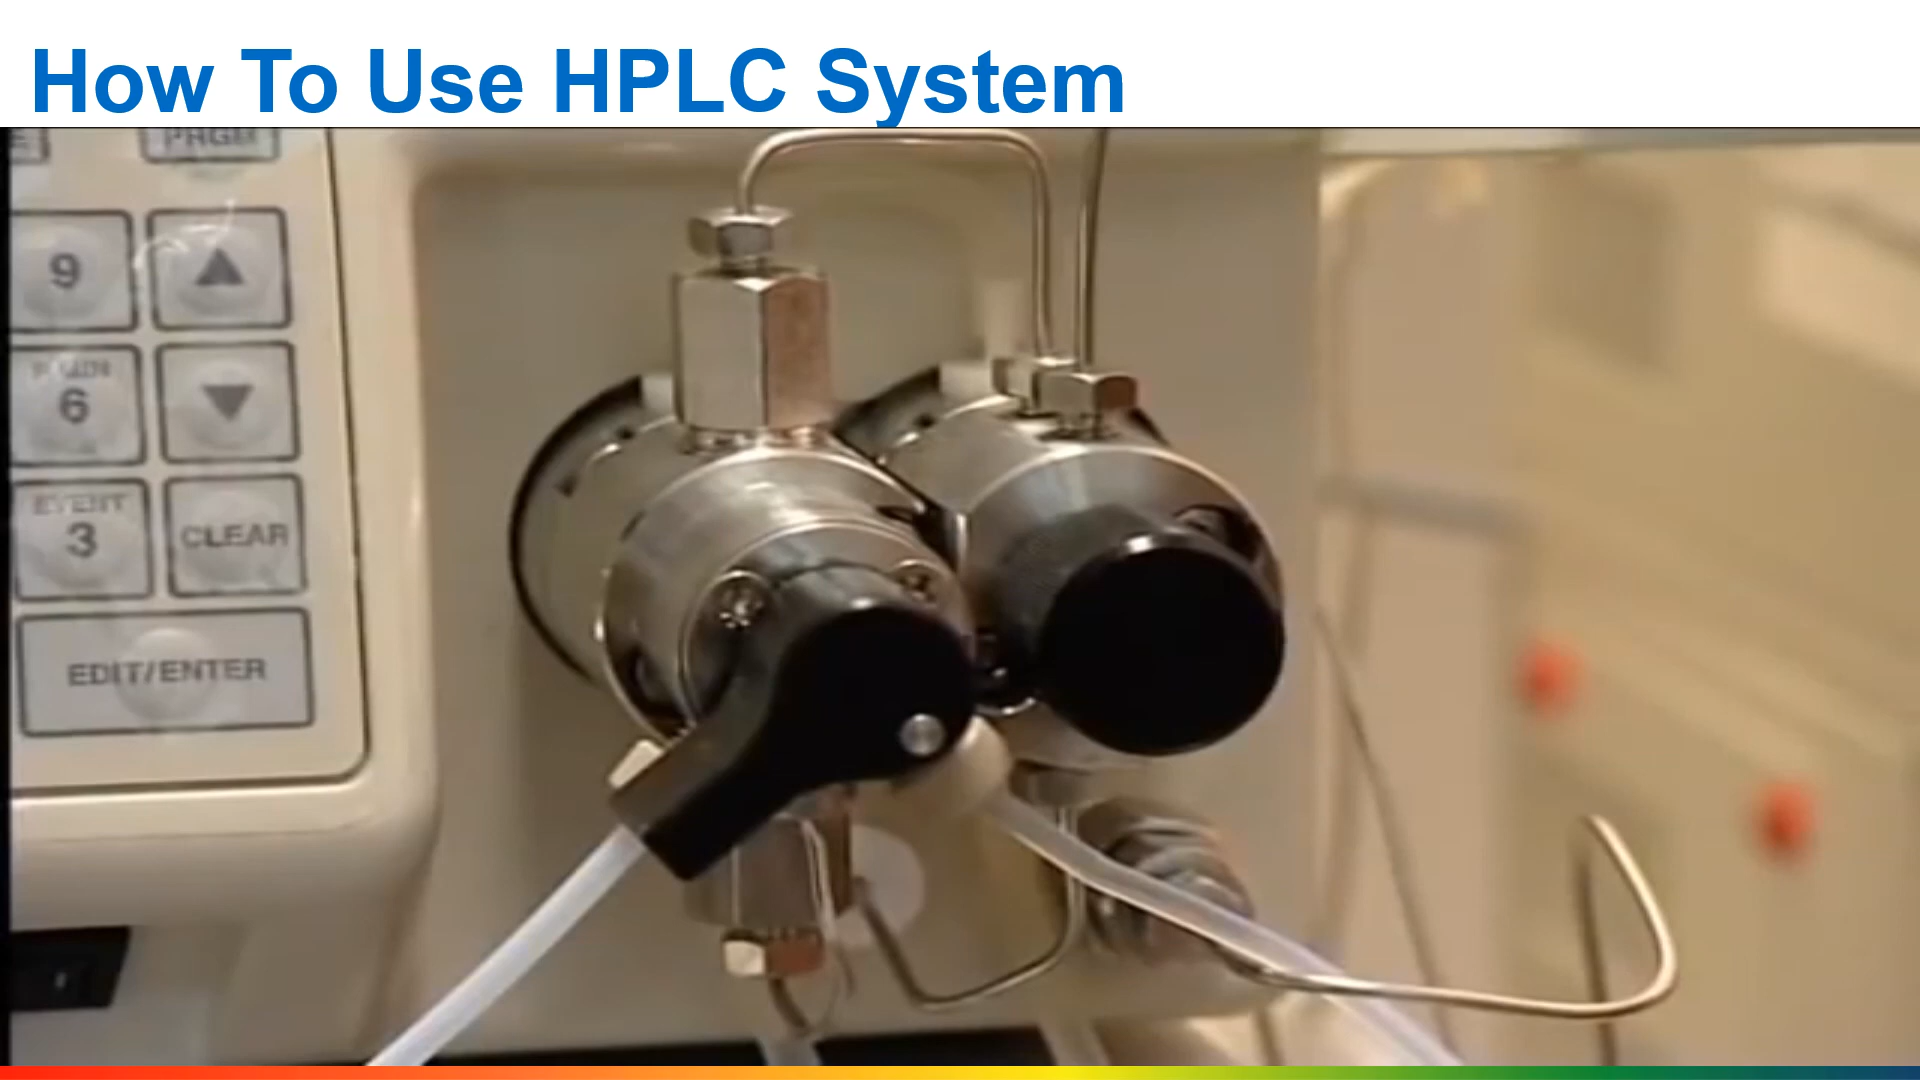 How To Use HPLC System
PRGM
9
6
EVENT
3
CLEAR
EDIT/ENTER